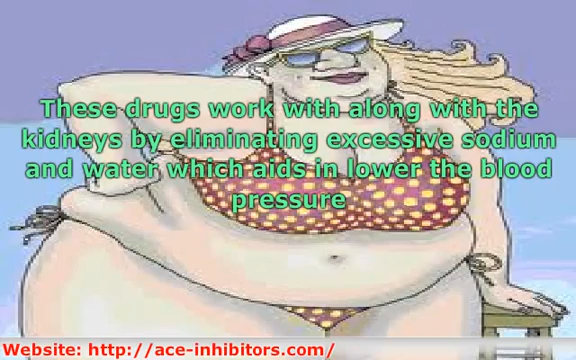 These drugs work with along with the
kidneys by eliminating excessive sodium
and water which aids in lower the blood
pressure
Website: http://ace-inhibitors.com/